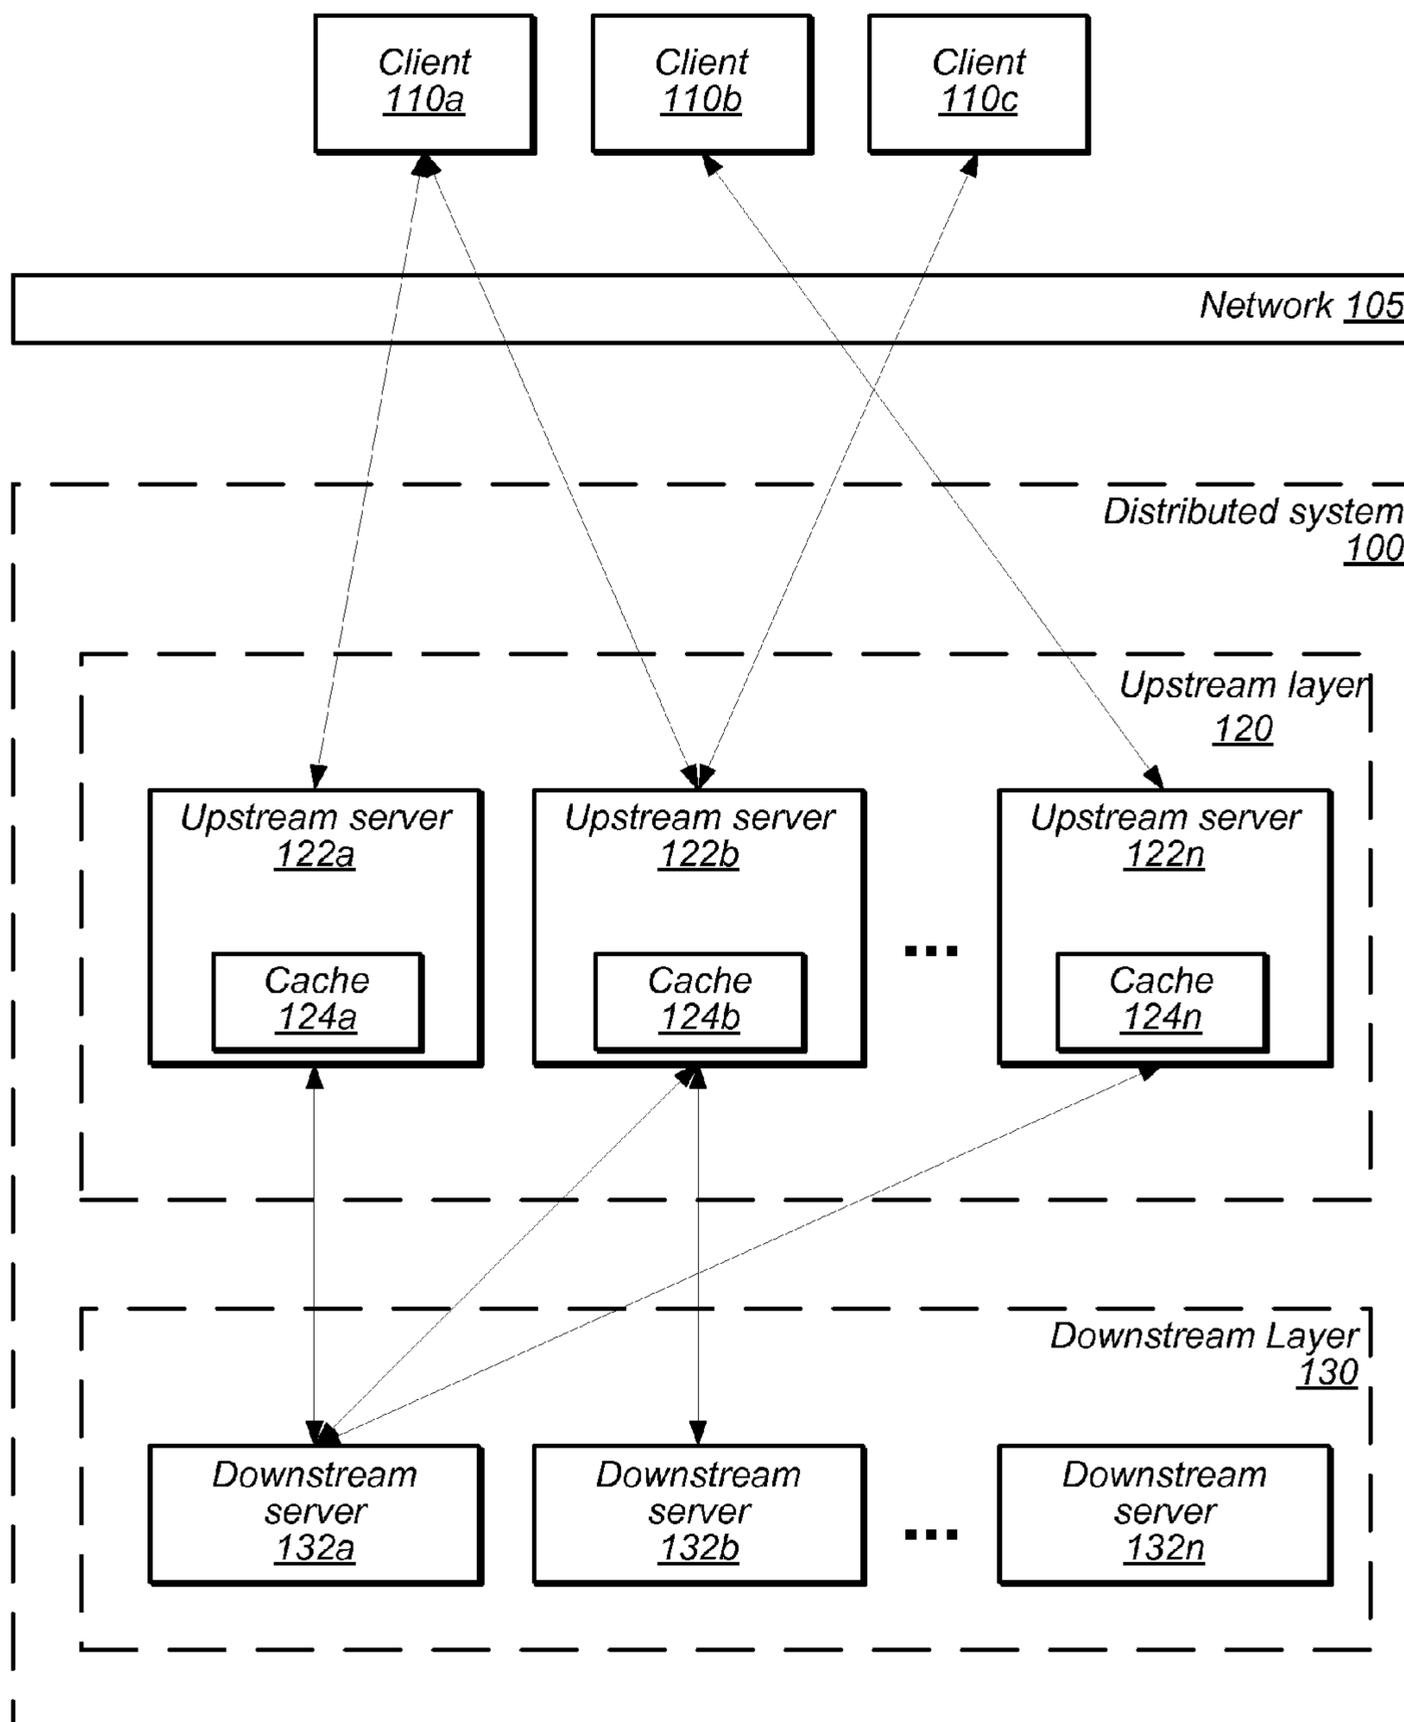 Client
110a
Client
110b
Client
110c
Network 105
Distributed system
100
Upstream layer
120
Upstream server
122a
Cache
124a
Upstream server
122b
Cache
124b
...
Upstream server
122n
Cache
124n
Downstream Layer
130
Downstream
server
132a
Downstream
server
132b
...
Downstream
server
132n